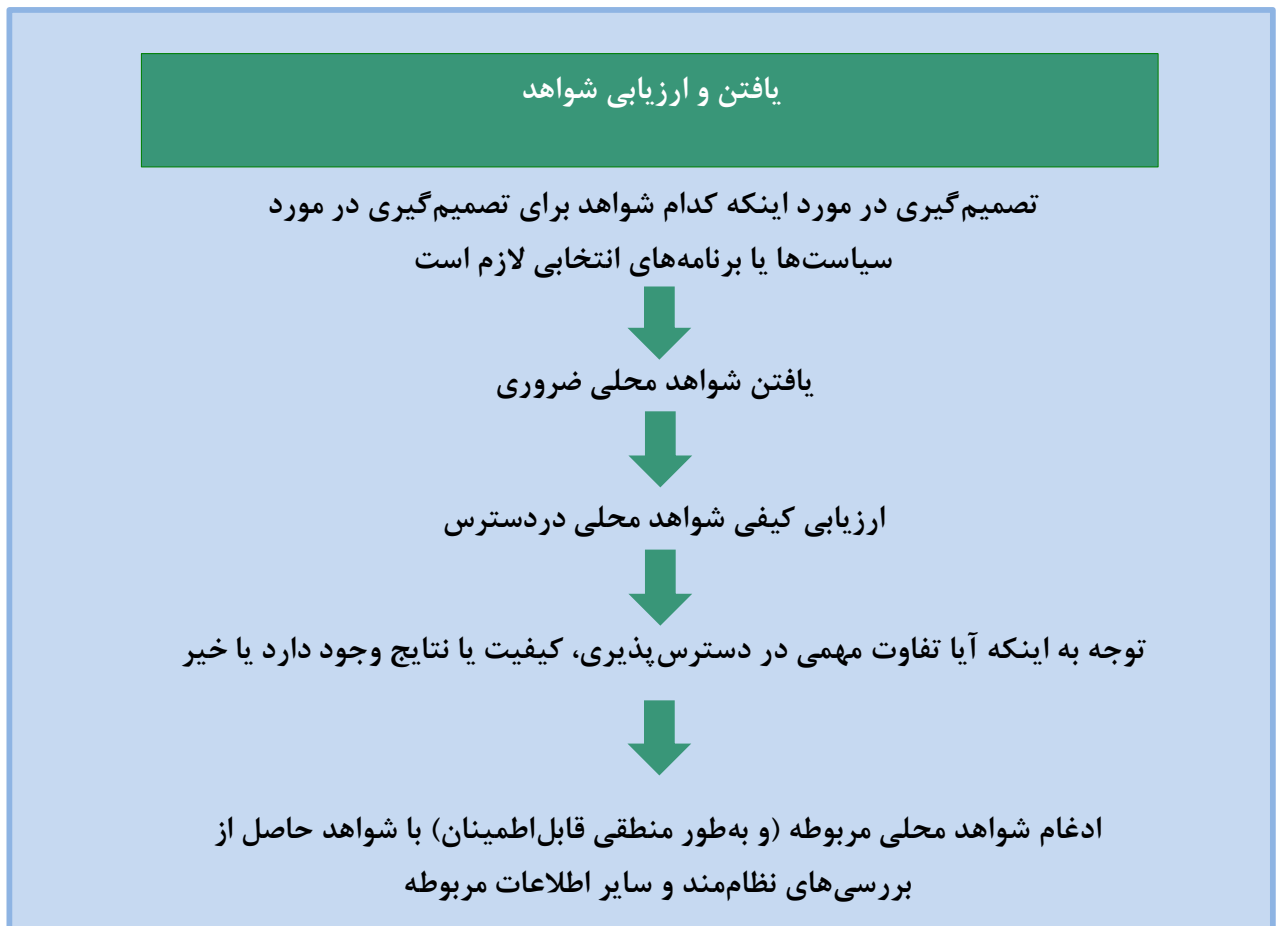 یافتن و ارزیابی شواهد
تصمیم‌گیری در مورد اینکه کدام شواهد برای تصمیم‌گیری در مورد
سیاست‌ها یا برنامه‌های انتخابی لازم است
یافتن شواهد محلی ضروری
ارزیابی کیفی شواهد محلی دردسترس
توجه به اینکه آیا تفاوت مهمی در دسترس‌پذیری، کیفیت یا نتایج وجود دارد یا خیر
ادغام شواهد محلی مربوطه (و به‌طور منطقی قابل‌اطمینان) با شواهد حاصل از
بررسی‌های نظام‌مند و سایر اطلاعات مربوطه